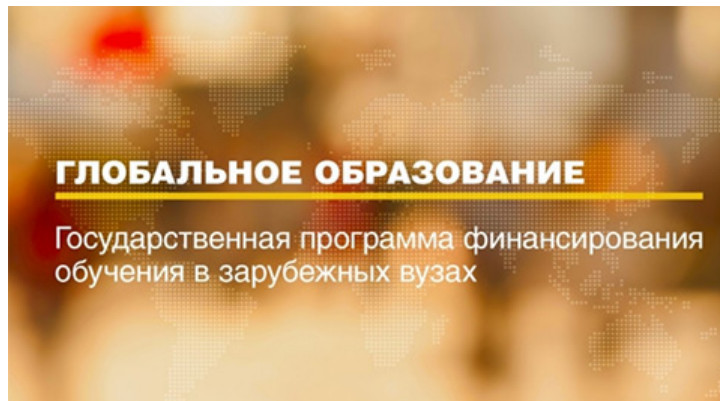 ГЛОБАЛЬНОЕ ОБРАЗОВАНИЕ
Государственная программа финансирования
обучения в зарубежных вузах